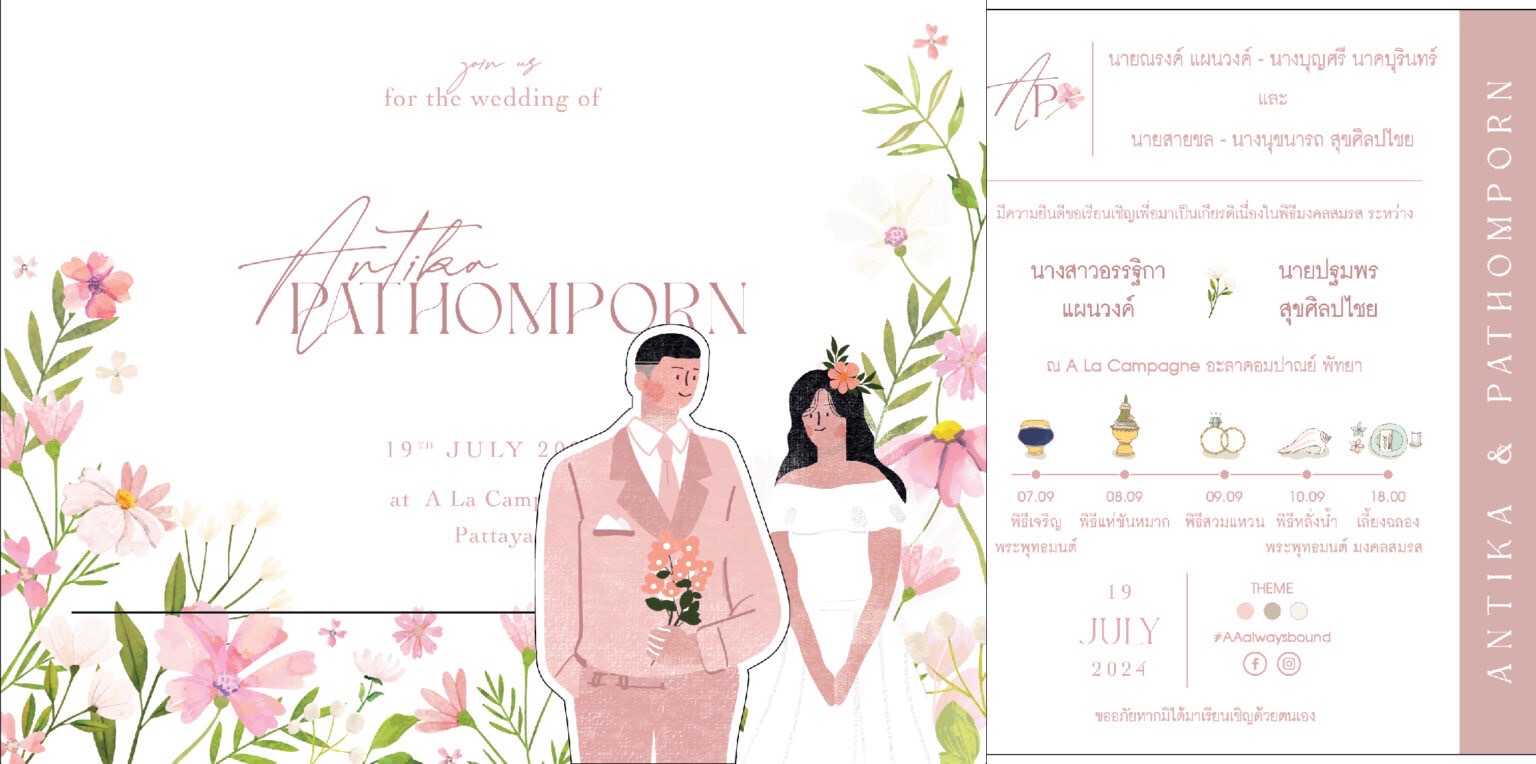 join us
for the wedding of
Antika
PATHOMPORN
19TH JULY 20
at A La Camp
Pattaya
AP
นายณรงค์ แผนวงค์ - นางบุญศรี นาคบุรินทร์
และ
นายสายชล - นางนุชนารถ สุขศิลปไชย
มีความยินดีขอเรียนเชิญเพื่อมาเป็นเกียรติเนื่องในพิธีมงคลสมรส ระหว่าง
นางสาวอรรฐิกา
แผนวงค์
นายปฐมพร
สุขศิลปไชย
ณ A La Campagne อะลาคอมปาณย์ พัทยา
07.09
พิธีเจริญ
พระพุทธมนต์
08.09
พิธีแห่ขันหมาก
09.09
พิธีสวมแหวน
10.09
พิธีหลั่งน้ำ
พระพุทธมนต์
18.00
เลี้ยงฉลอง
มงคลสมรส
19
JULY
2024
THEME
#AAalwaysbound
ขออภัยหากมิได้มาเรียนเชิญด้วยตนเอง
ANTIKA & PATHOMPORN